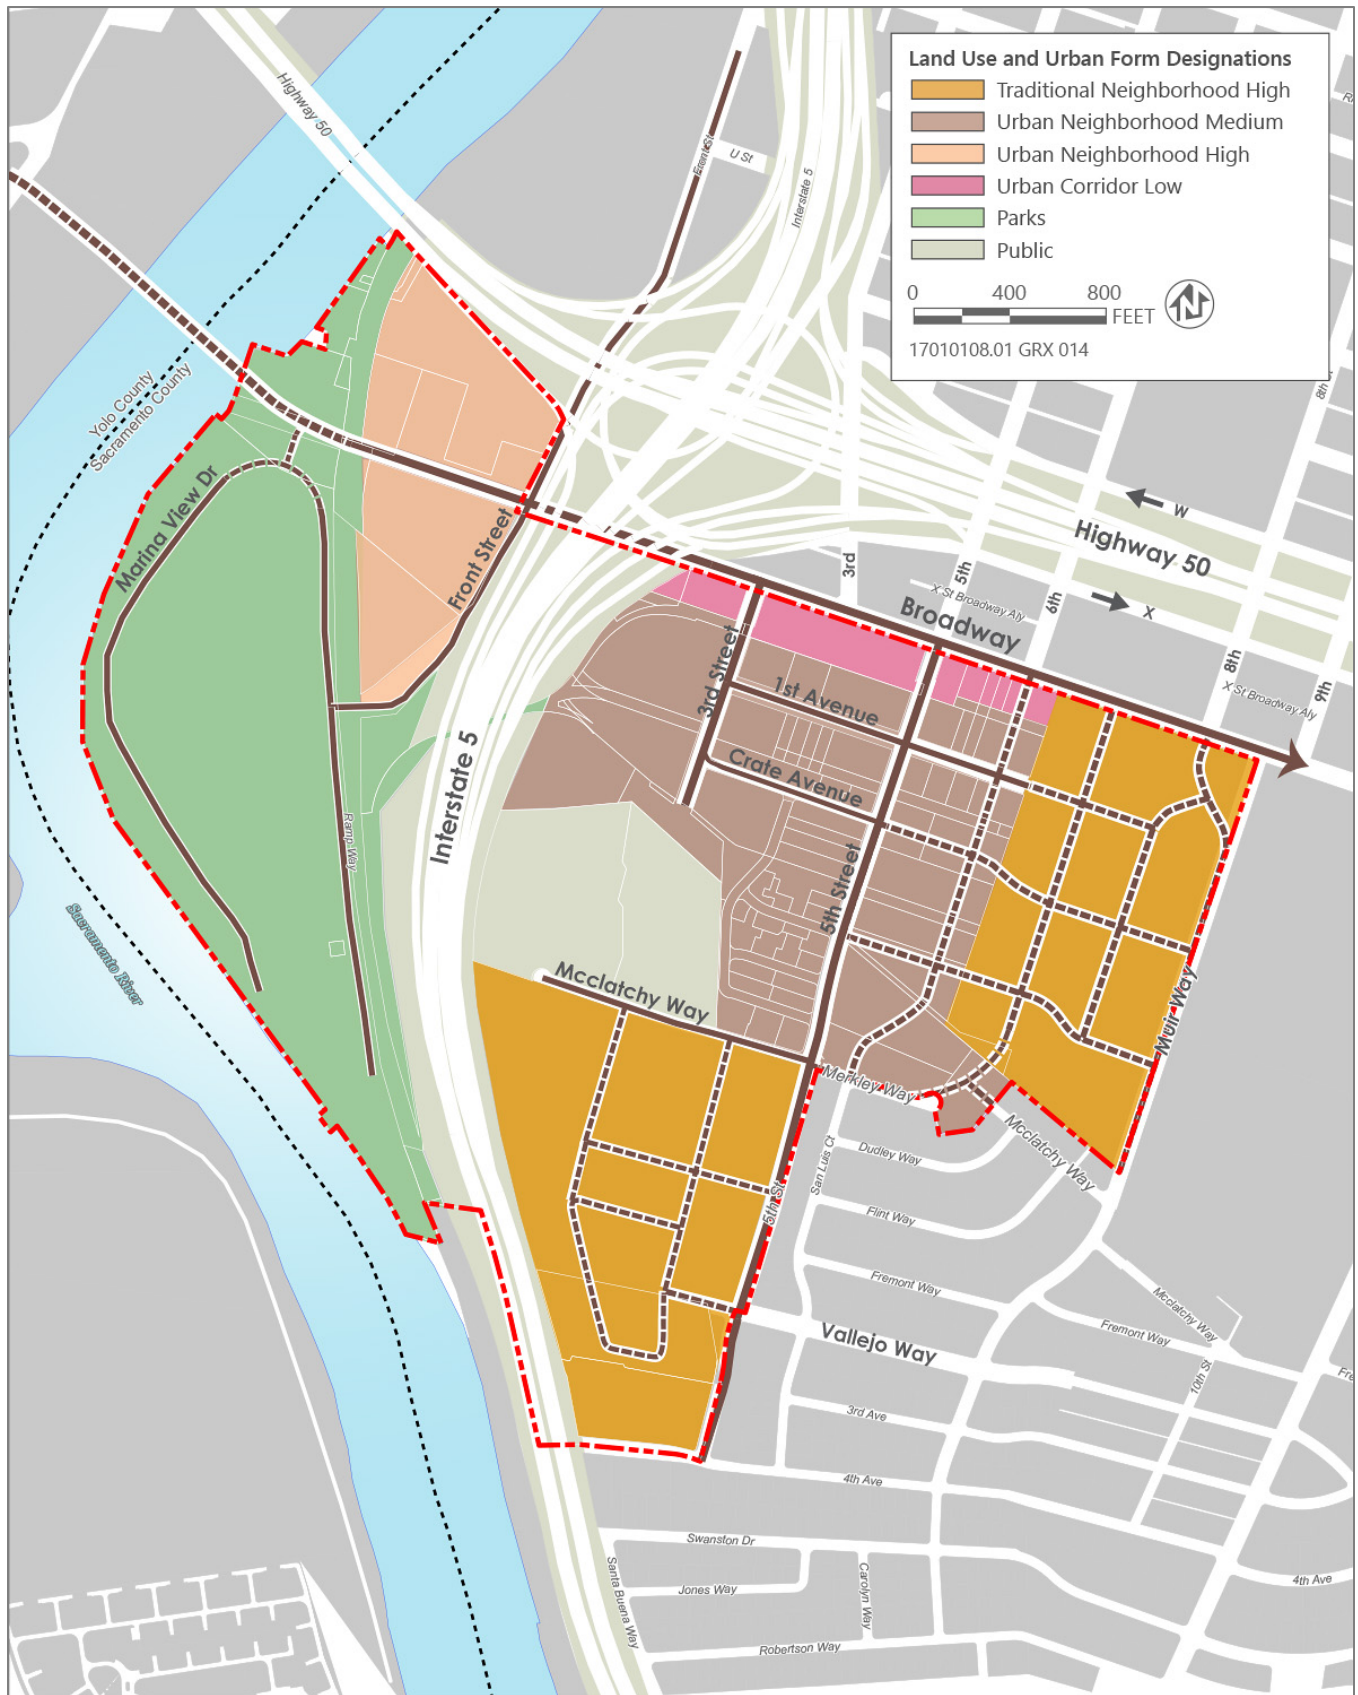 Land Use and Urban Form Designations
Traditional Neighborhood High
Urban Neighborhood Medium
Urban Neighborhood High
Urban Corridor Low
Parks
Public
0 400 800
FEET
17010108.01 GRX 014
Highway 50
Front St
U St
Interstate 5
8th St
Yolo County
Sacramento County
Marina View Dr
Front Street
W
Highway 50
X
3rd
5th
6th
X St Broadway Aly
Broadway
8th
9th
X St Broadway Aly
3rd Street
1st Avenue
Crate Avenue
Interstate 5
Ramp Way
5th Street
Sacramento River
Mcclatchy Way
Muir Way
Merkley Way
Mcclatchy Way
San Luis Ct
Dudley Way
5th St
Flint Way
Fremont Way
Mcclatchy Way
Fremont Way
Vallejo Way
10th St
Fre
3rd Ave
4th Ave
Swanston Dr
Santa Buena Way
Jones Way
Carolyn Way
4th Ave
Robertson Way